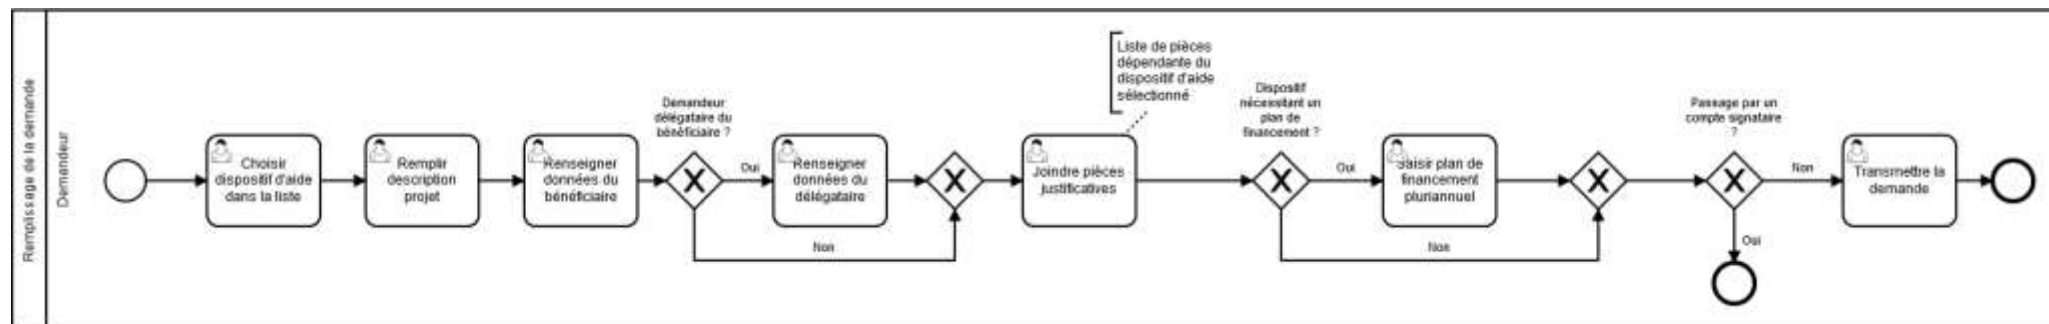 Remplissage de la demande
Demandeur
Choisir
dispositif d'aide
dans la liste
Remplir
description
projet
Renseigner
données du
bénéficiaire
Demandeur
délégataire du
bénéficiaire ?
Oui
Non
Renseigner
données du
délégataire
Liste de pièces
dépendante du
dispositif d'aide
sélectionné
Joindre pièces
justificatives
Dispositif
nécessitant un
plan de
financement ?
Oui
Non
Saisir plan de
financement
pluriannuel
Passage par un
compte signataire
?
Non
Oui
Transmettre la
demande